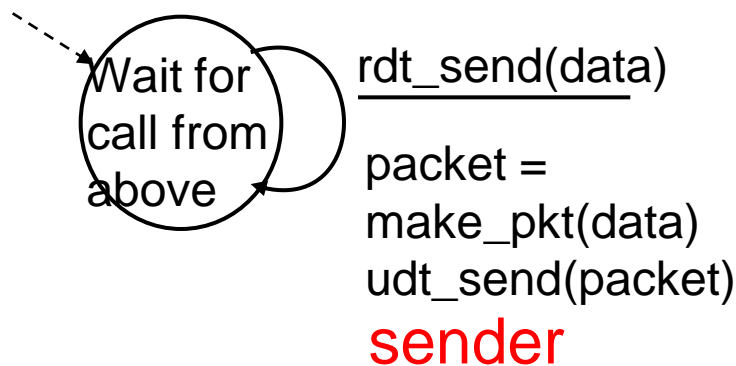 Wait for
call from
above
rdt_send(data)
packet =
make_pkt(data)
udt_send(packet)
sender